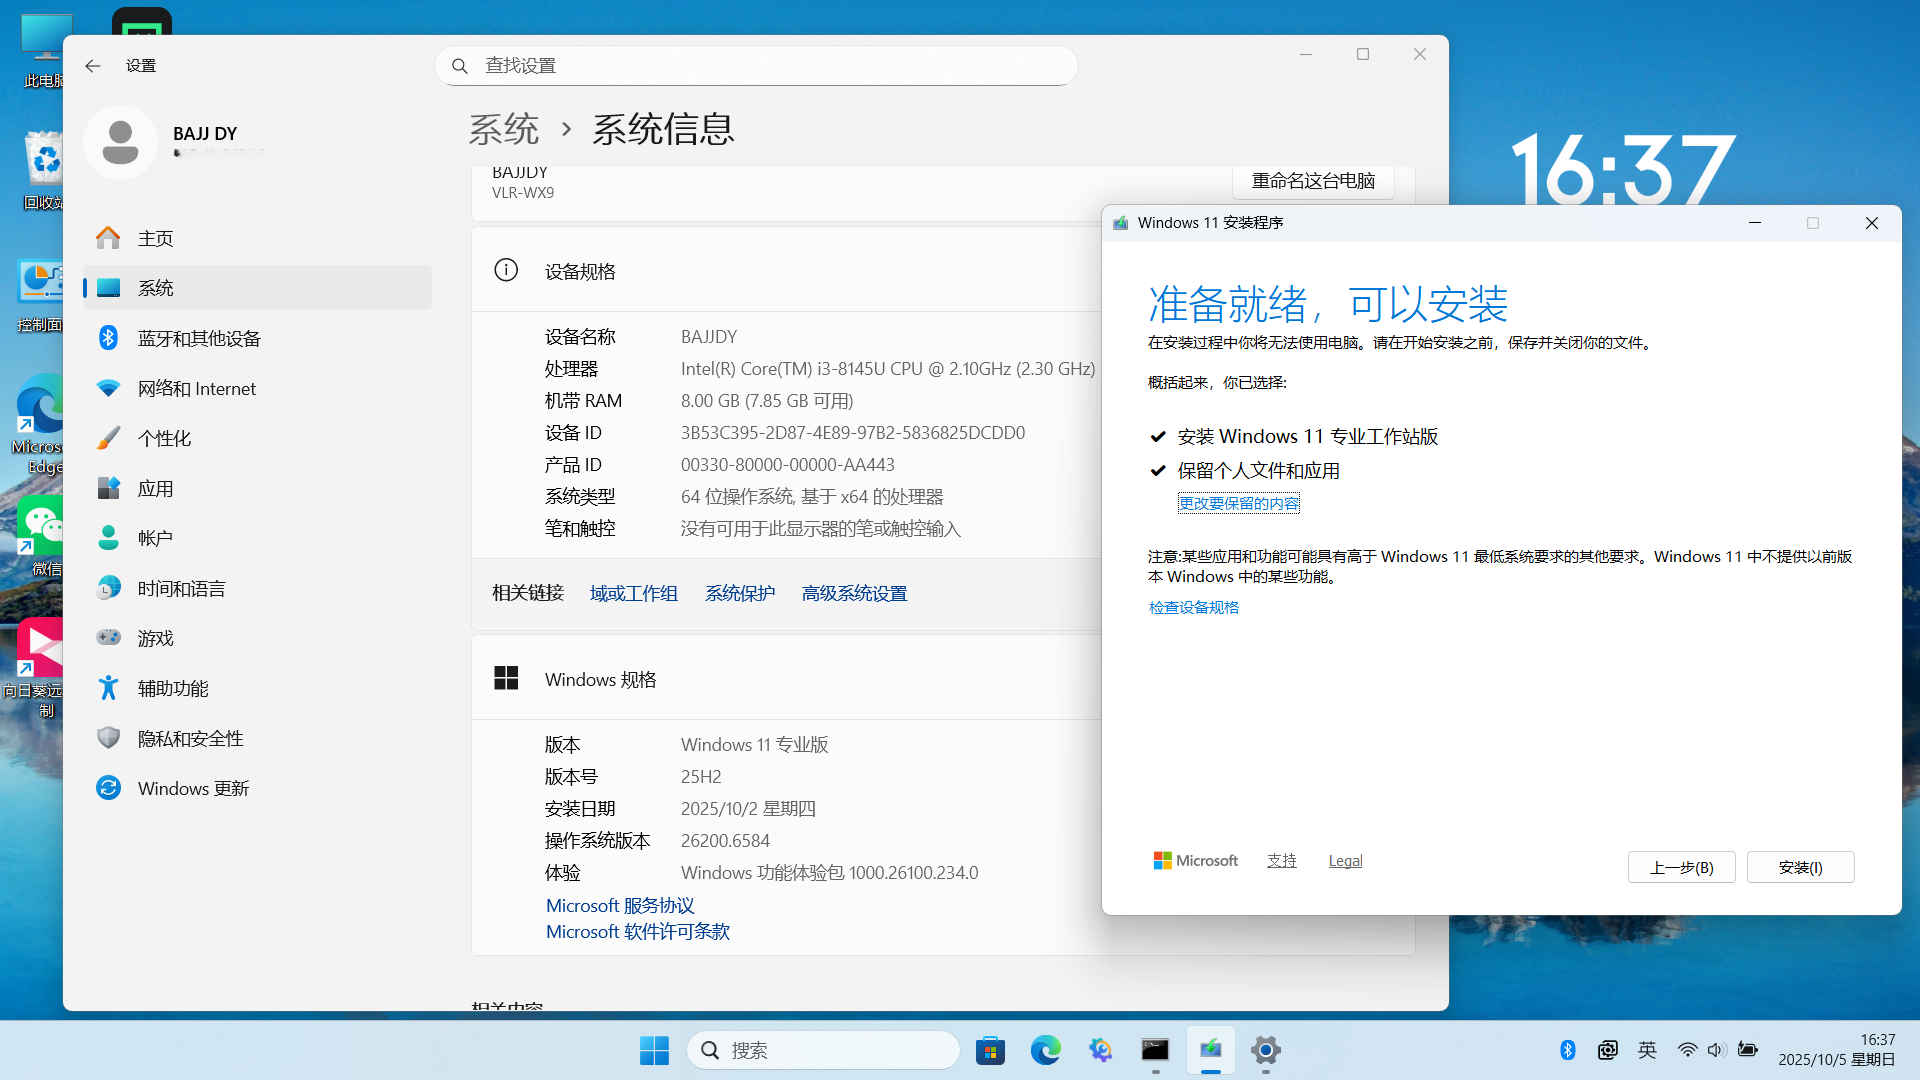 此电脑
回收站
控制面
Microso
Edge
微信
向日葵远
制
设置
查找设置
BAJJ DY
主页
系统
蓝牙和其他设备
网络和 Internet
个性化
应用
帐户
时间和语言
游戏
辅助功能
隐私和安全性
Windows 更新
系统 › 系统信息
BAJJDY
VLR-WX9
重命名这台电脑
设备规格
设备名称 BAJJDY
处理器 Intel(R) Core(TM) i3-8145U CPU @ 2.10GHz (2.30 GHz)
机带 RAM 8.00 GB (7.85 GB 可用)
设备 ID 3B53C395-2D87-4E89-97B2-5836825DCDD0
产品 ID 00330-80000-00000-AA443
系统类型 64 位操作系统, 基于 x64 的处理器
笔和触控 没有可用于此显示器的笔或触控输入
相关链接 域或工作组 系统保护 高级系统设置
Windows 规格
版本 Windows 11 专业版
版本号 25H2
安装日期 2025/10/2 星期四
操作系统版本 26200.6584
体验 Windows 功能体验包 1000.26100.234.0
Microsoft 服务协议
Microsoft 软件许可条款
相关内容
16:37
Windows 11 安装程序
准备就绪，可以安装
在安装过程中你将无法使用电脑。请在开始安装之前，保存并关闭你的文件。
概括起来，你已选择:
安装 Windows 11 专业工作站版
保留个人文件和应用
更改要保留的内容
注意:某些应用和功能可能具有高于 Windows 11 最低系统要求的其他要求。Windows 11 中不提供以前版
本 Windows 中的某些功能。
检查设备规格
Microsoft 支持 Legal
上一步(B) 安装(I)
搜索
英
16:37
2025/10/5 星期日